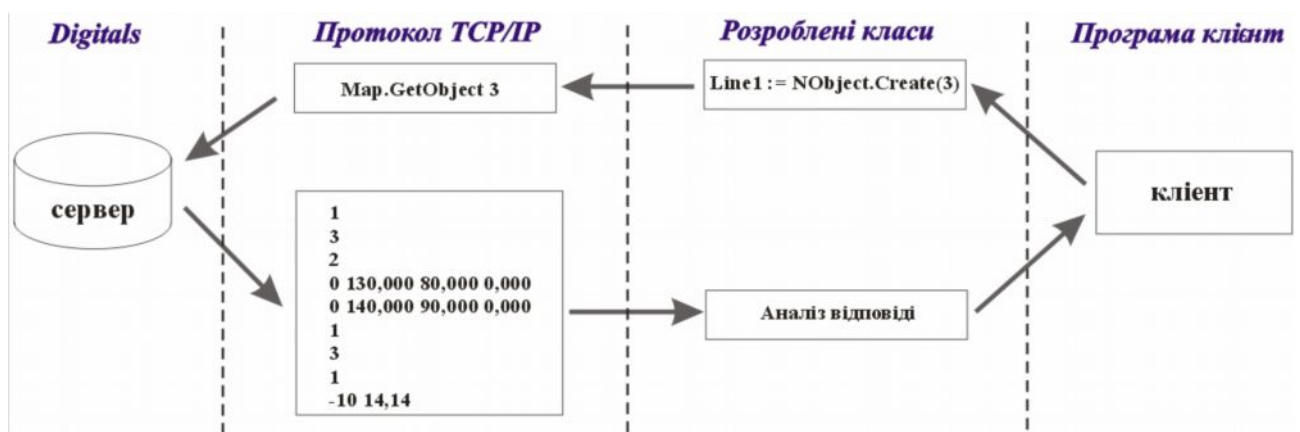 Digitals
Протокол TCP/IP
Розроблені класи
Програма клієнт
Map.GetObject 3
Line1 := NObject.Create(3)
сервер
клієнт
1
3
2
0 130,000 80,000 0,000
0 140,000 90,000 0,000
1
3
1
-10 14,14
Аналіз відповіді